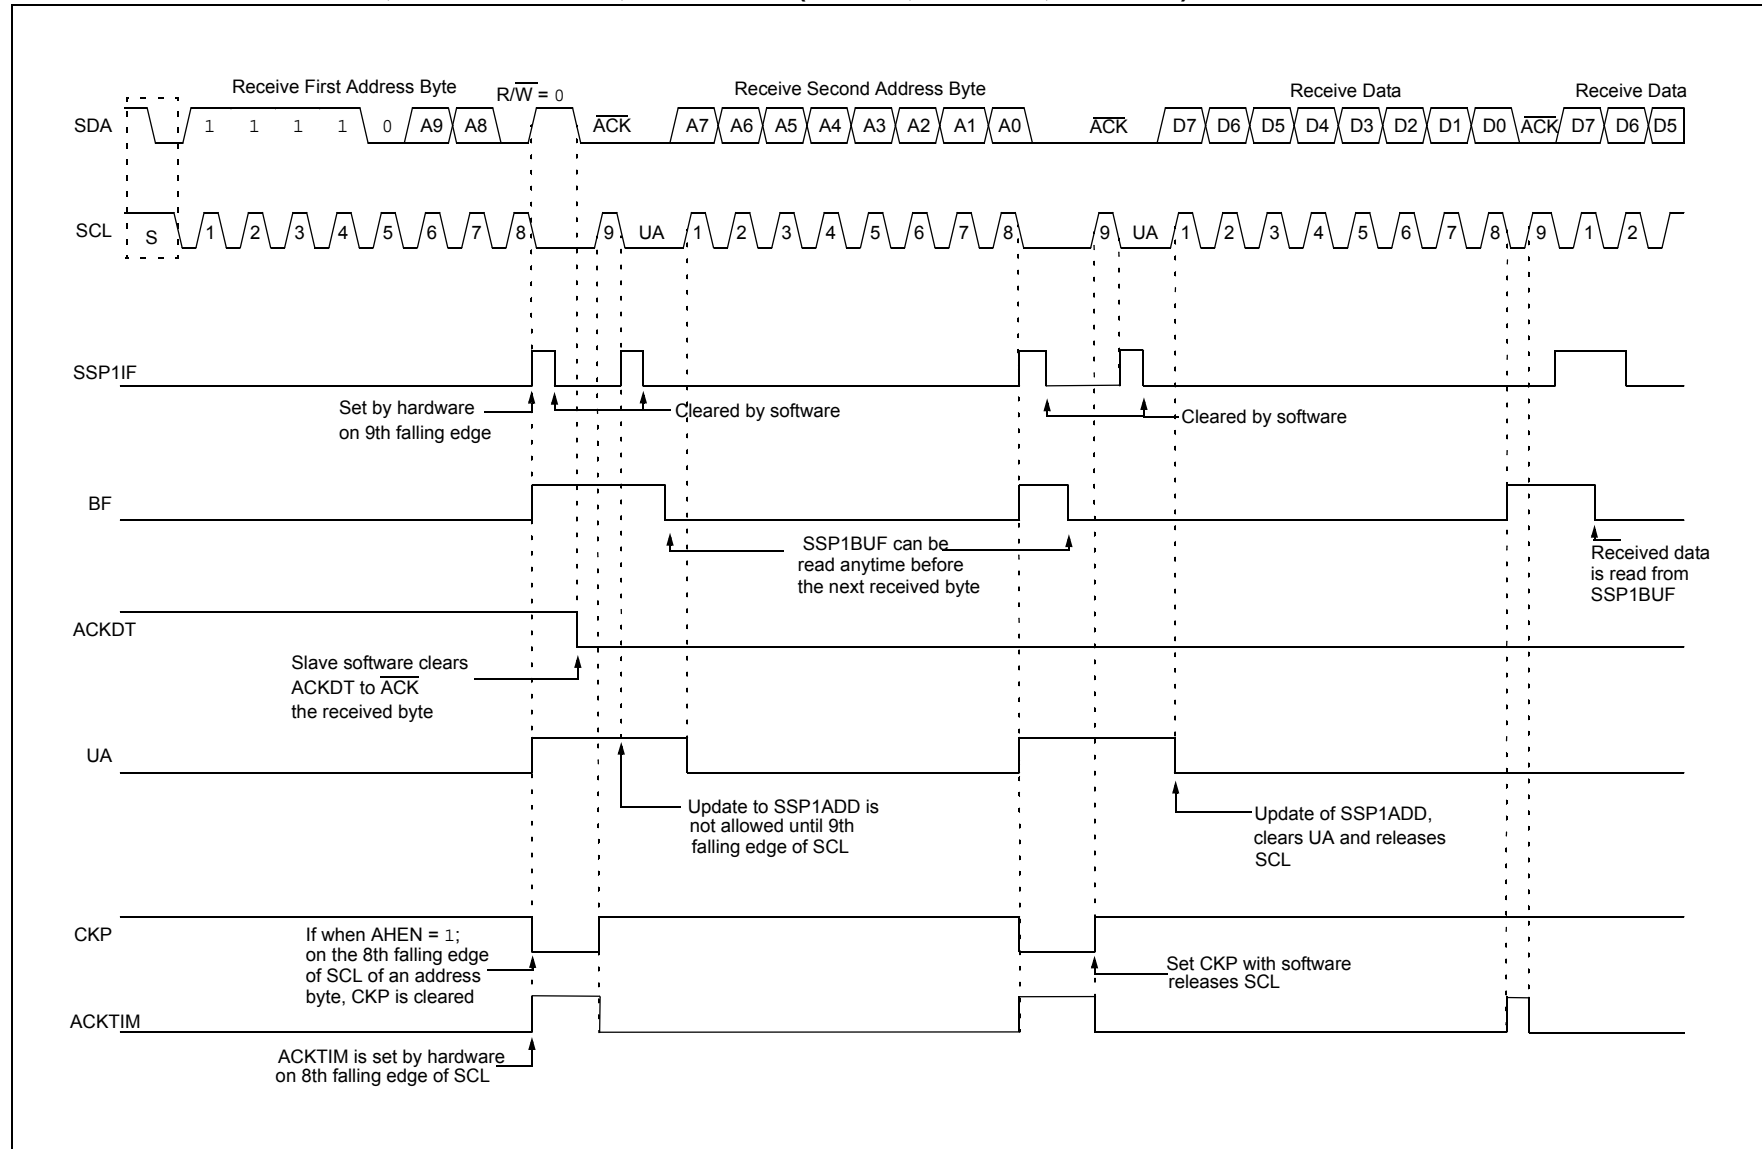 Receive First Address Byte
R/W = 0
Receive Second Address Byte
Receive Data
Receive Data
SDA
1 1 1 1 0 A9 A8
ACK
A7 A6 A5 A4 A3 A2 A1 A0
ACK
D7 D6 D5 D4 D3 D2 D1 D0
ACK
D7 D6 D5
SCL
S
1 2 3 4 5 6 7 8 9
UA
1 2 3 4 5 6 7 8 9
UA
1 2 3 4 5 6 7 8 9
1 2
SSP1IF
Set by hardware
on 9th falling edge
Cleared by software
Cleared by software
BF
SSP1BUF can be
read anytime before
the next received byte
Received data
is read from
SSP1BUF
ACKDT
Slave software clears
ACKDT to ACK
the received byte
UA
Update to SSP1ADD is
not allowed until 9th
falling edge of SCL
Update of SSP1ADD,
clears UA and releases
SCL
CKP
If when AHEN = 1;
on the 8th falling edge
of SCL of an address
byte, CKP is cleared
Set CKP with software
releases SCL
ACKTIM
ACKTIM is set by hardware
on 8th falling edge of SCL